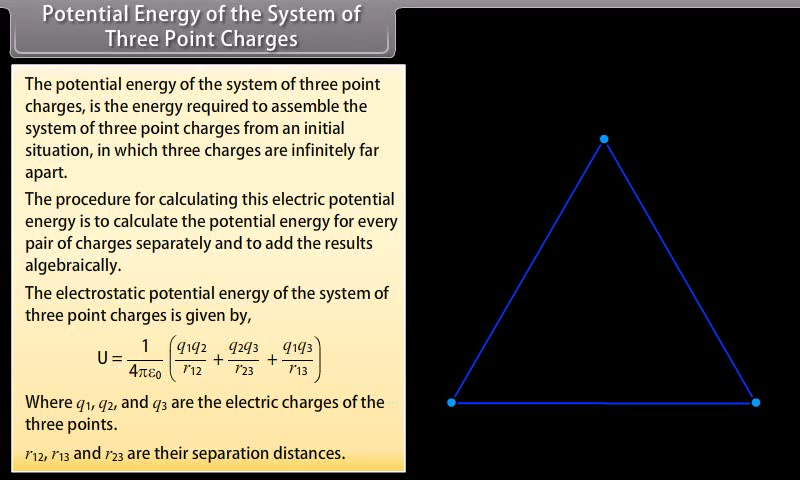 Potential Energy of the System of
Three Point Charges
The potential energy of the system of three point
charges, is the energy required to assemble the
system of three point charges from an initial
situation, in which three charges are infinitely far
apart.
The procedure for calculating this electric potential
energy is to calculate the potential energy for every
pair of charges separately and to add the results
algebraically.
The electrostatic potential energy of the system of
three point charges is given by,
U = 1/4πε₀ (q₁q₂/r₁₂ + q₂q₃/r₂₃ + q₁q₃/r₁₃)
Where q₁, q₂, and q₃ are the electric charges of the
three points.
r₁₂, r₁₃ and r₂₃ are their separation distances.